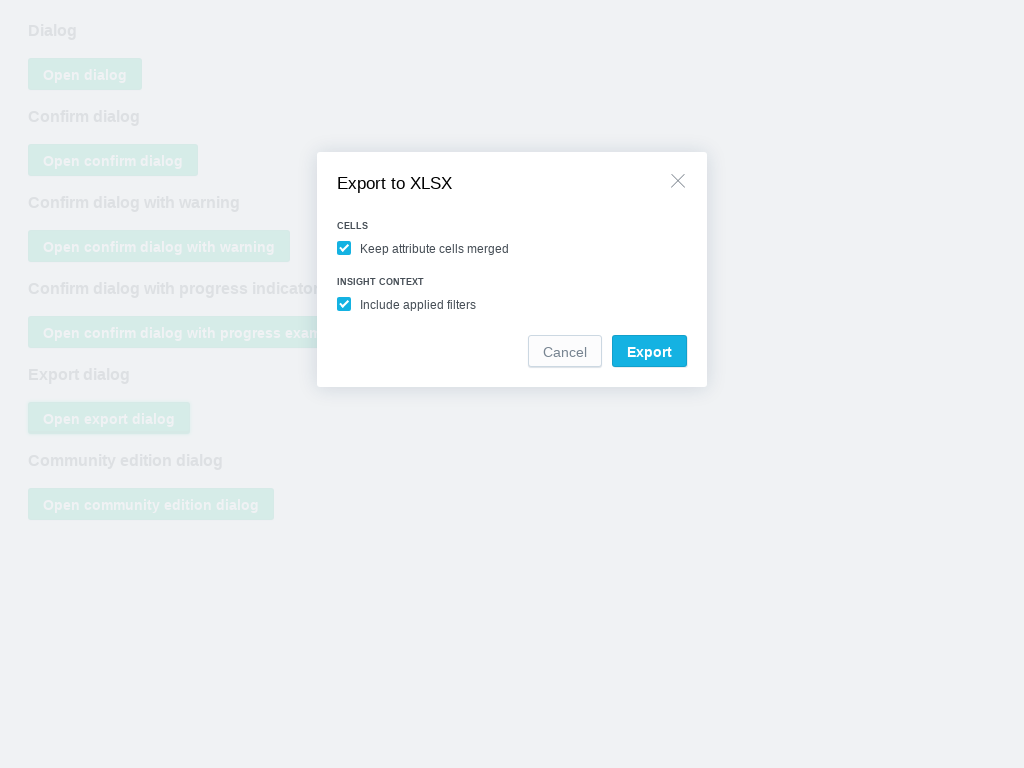 Dialog
Open dialog
Confirm dialog
Open confirm dialog
Confirm dialog with warning
Open confirm dialog with warning
Confirm dialog with progress indicator
Open confirm dialog with progress
Export dialog
Open export dialog
Community edition dialog
Open community edition dialog
Export to XLSX
CELLS
Keep attribute cells merged
INSIGHT CONTEXT
Include applied filters
Cancel
Export